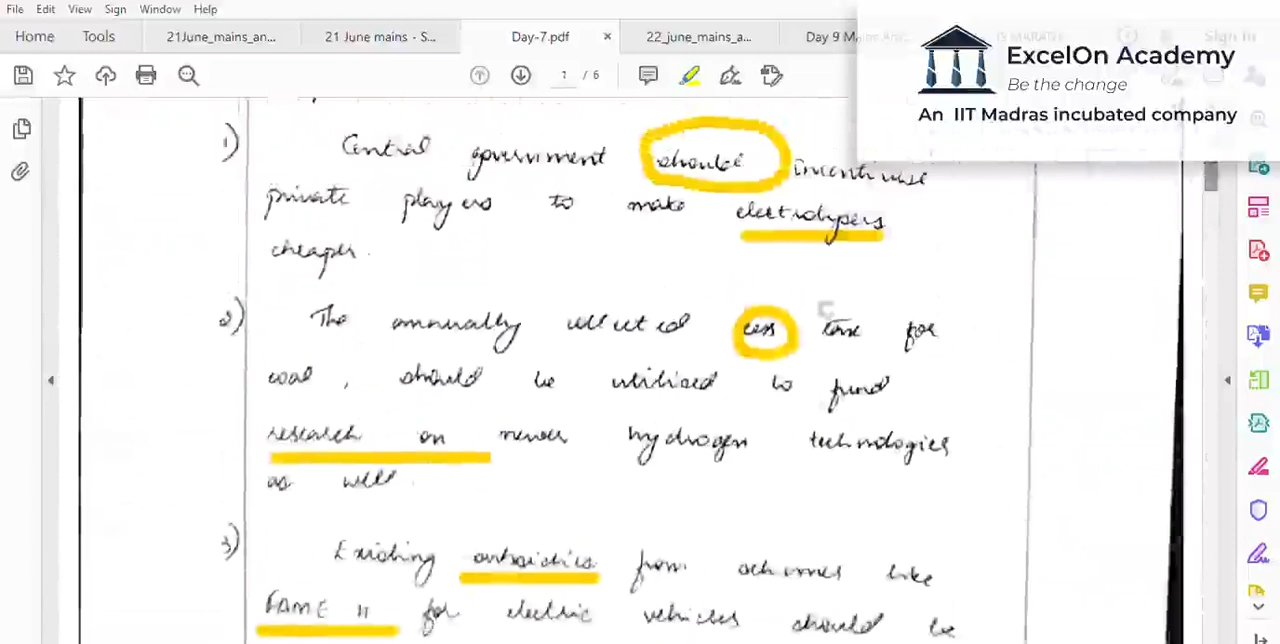 File Edit View Sign Window Help
Home Tools 21June_mains_an... 21 June mains - S... Day-7.pdf × 22_june_mains_a... Day 9 M Sign In
ExcelOn Academy
Be the change
An IIT Madras incubated company
1 / 6
1) Central government should incentivise
private players to make electrolysers
cheaper.
2) The annually collected cess tax for
coal, should be utilised to fund
research on newer hydrogen technologies
as well.
3) Existing subsidies from schemes like
FAME II for electric vehicles should be